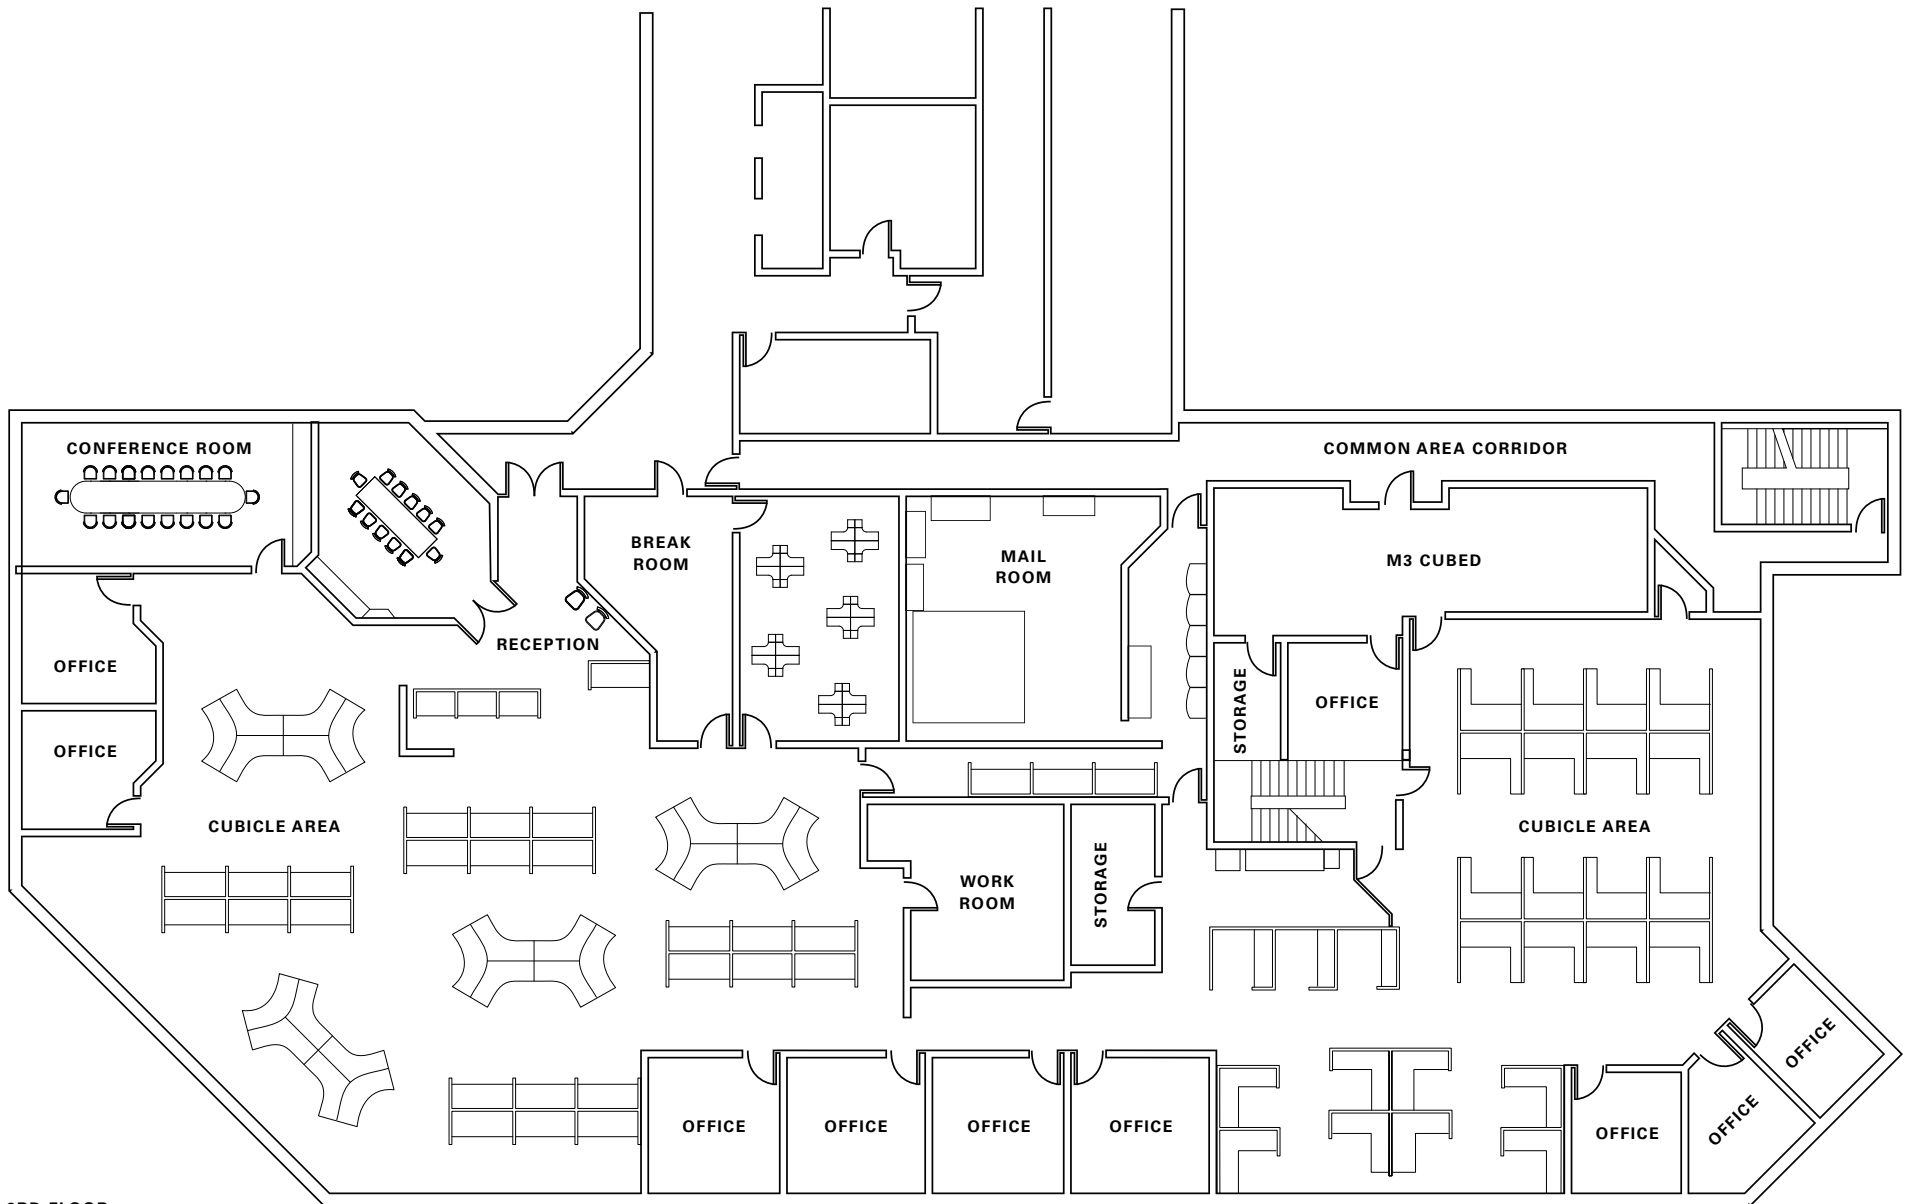 COMMON AREA CORRIDOR
CONFERENCE ROOM
BREAK
ROOM
MAIL
ROOM
M3 CUBED
RECEPTION
OFFICE
STORAGE
OFFICE
OFFICE
CUBICLE AREA
CUBICLE AREA
WORK
ROOM
STORAGE
OFFICE
OFFICE
OFFICE
OFFICE
OFFICE
OFFICE
OFFICE
OFFICE